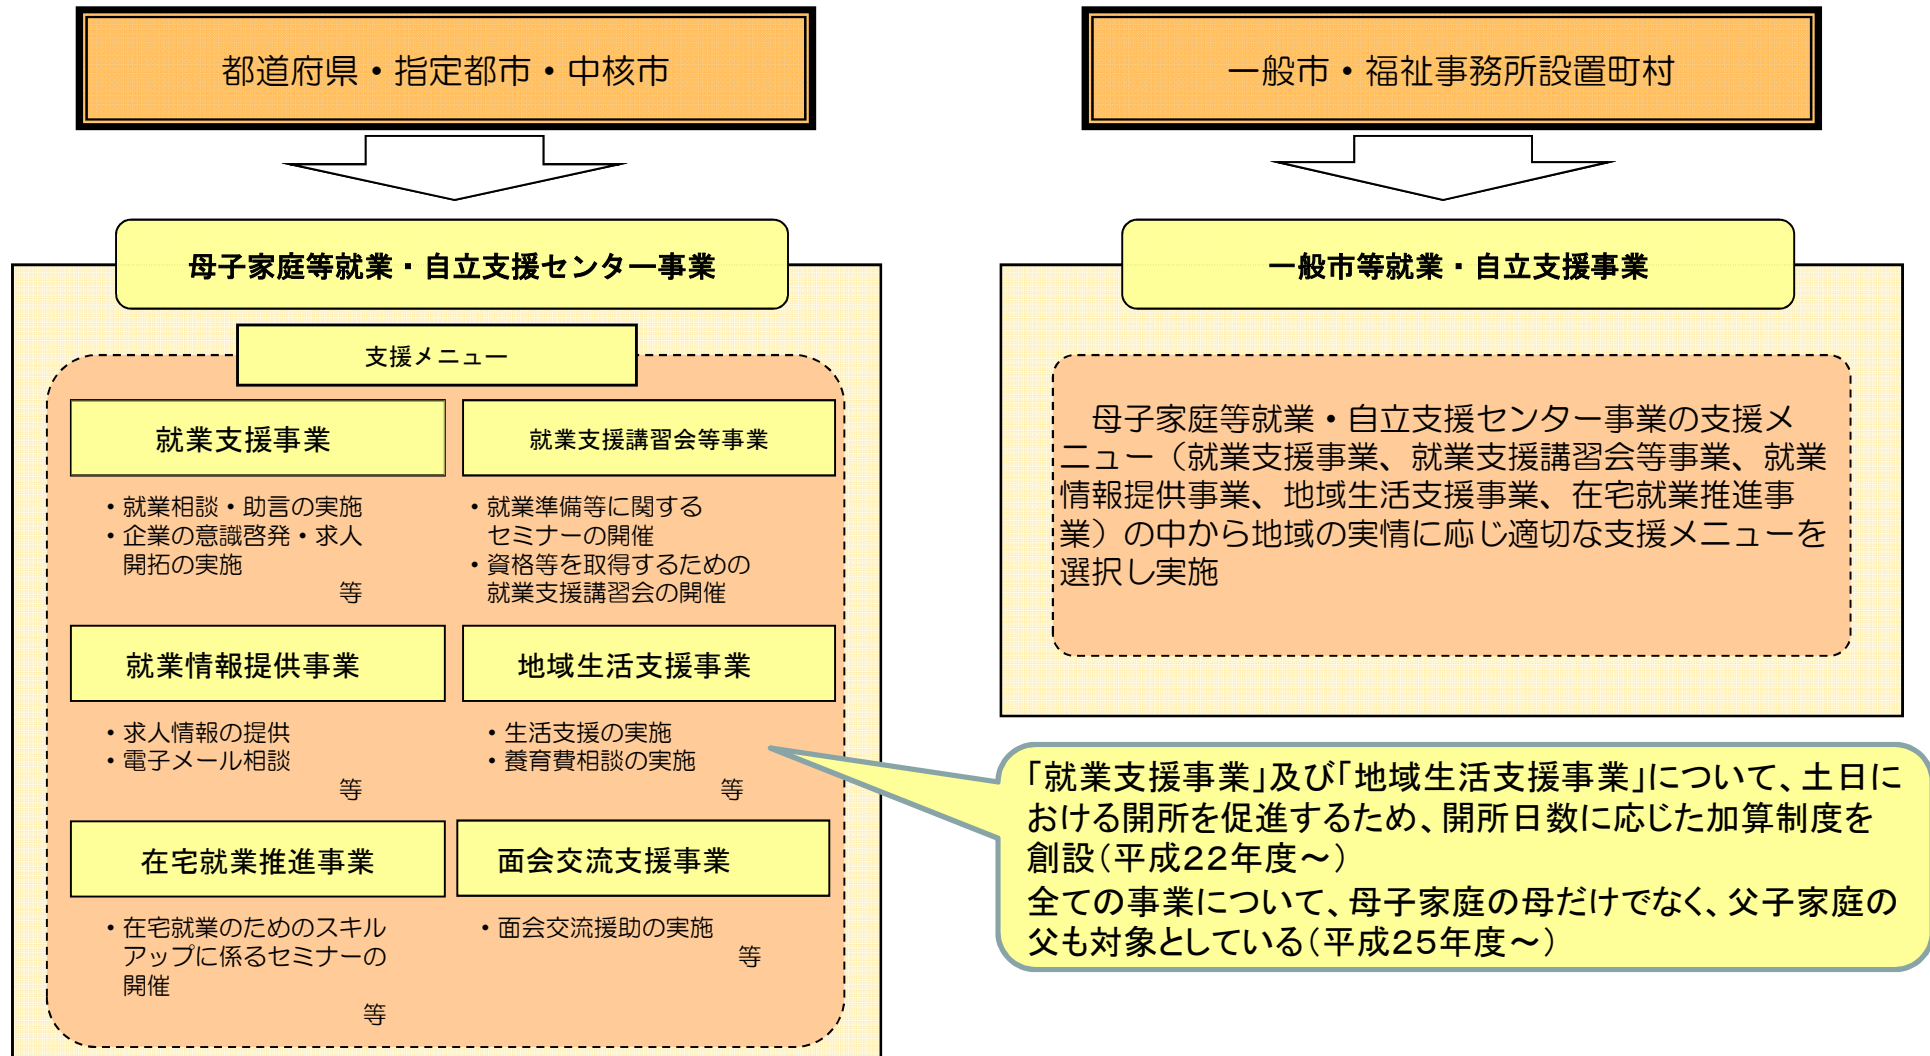 都道府県・指定都市・中核市
母子家庭等就業・自立支援センター事業
支援メニュー
就業支援事業
・就業相談・助言の実施
・企業の意識啓発・求人
開拓の実施
等
就業支援講習会等事業
・就業準備等に関する
セミナーの開催
・資格等を取得するための
就業支援講習会の開催
就業情報提供事業
・求人情報の提供
・電子メール相談
等
地域生活支援事業
・生活支援の実施
・養育費相談の実施
等
在宅就業推進事業
・在宅就業のためのスキル
アップに係るセミナーの
開催
等
面会交流支援事業
・面会交流援助の実施
等
一般市・福祉事務所設置町村
一般市等就業・自立支援事業
母子家庭等就業・自立支援センター事業の支援メ
ニュー（就業支援事業、就業支援講習会等事業、就業
情報提供事業、地域生活支援事業、在宅就業推進事
業）の中から地域の実情に応じ適切な支援メニューを
選択し実施
「就業支援事業」及び「地域生活支援事業」について、土日に
おける開所を促進するため、開所日数に応じた加算制度を
創設（平成２２年度～）
全ての事業について、母子家庭の母だけでなく、父子家庭の
父も対象としている（平成２５年度～）